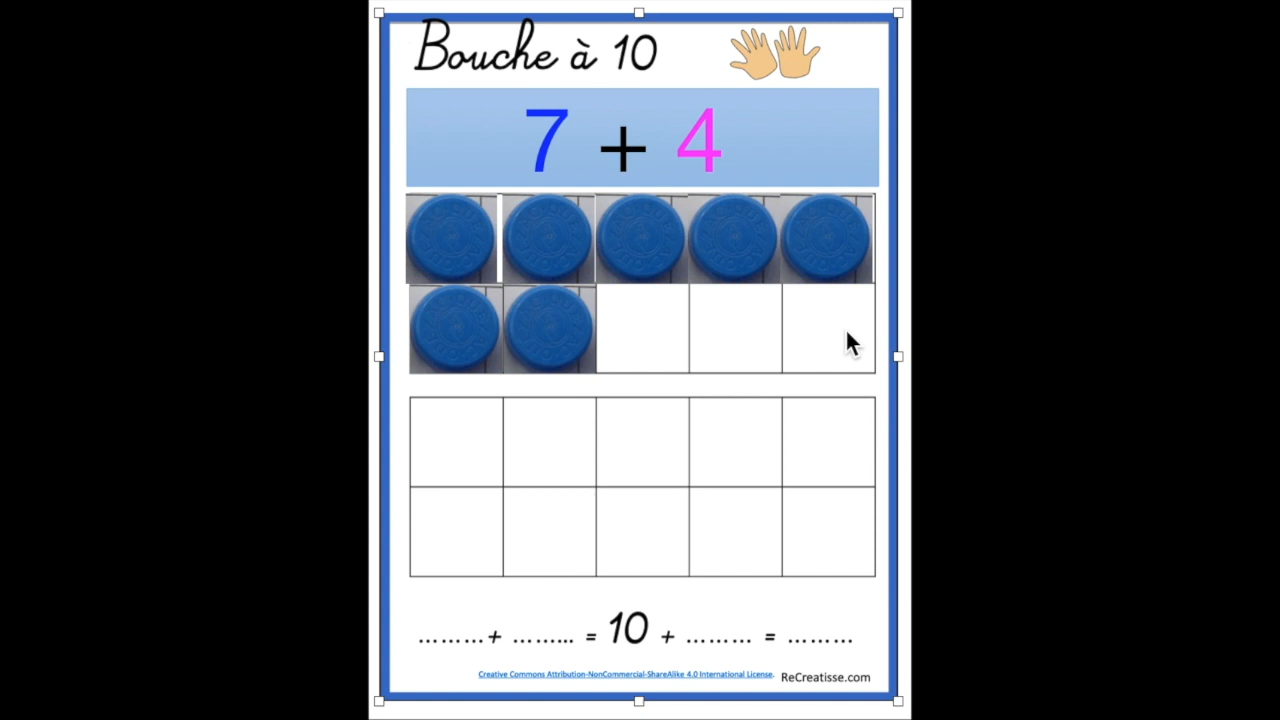 Bouche à 10
7 + 4
………+ ……... = 10 + ……… = ………
Creative Commons Attribution-NonCommercial-ShareAlike 4.0 International License.
ReCreatisse.com